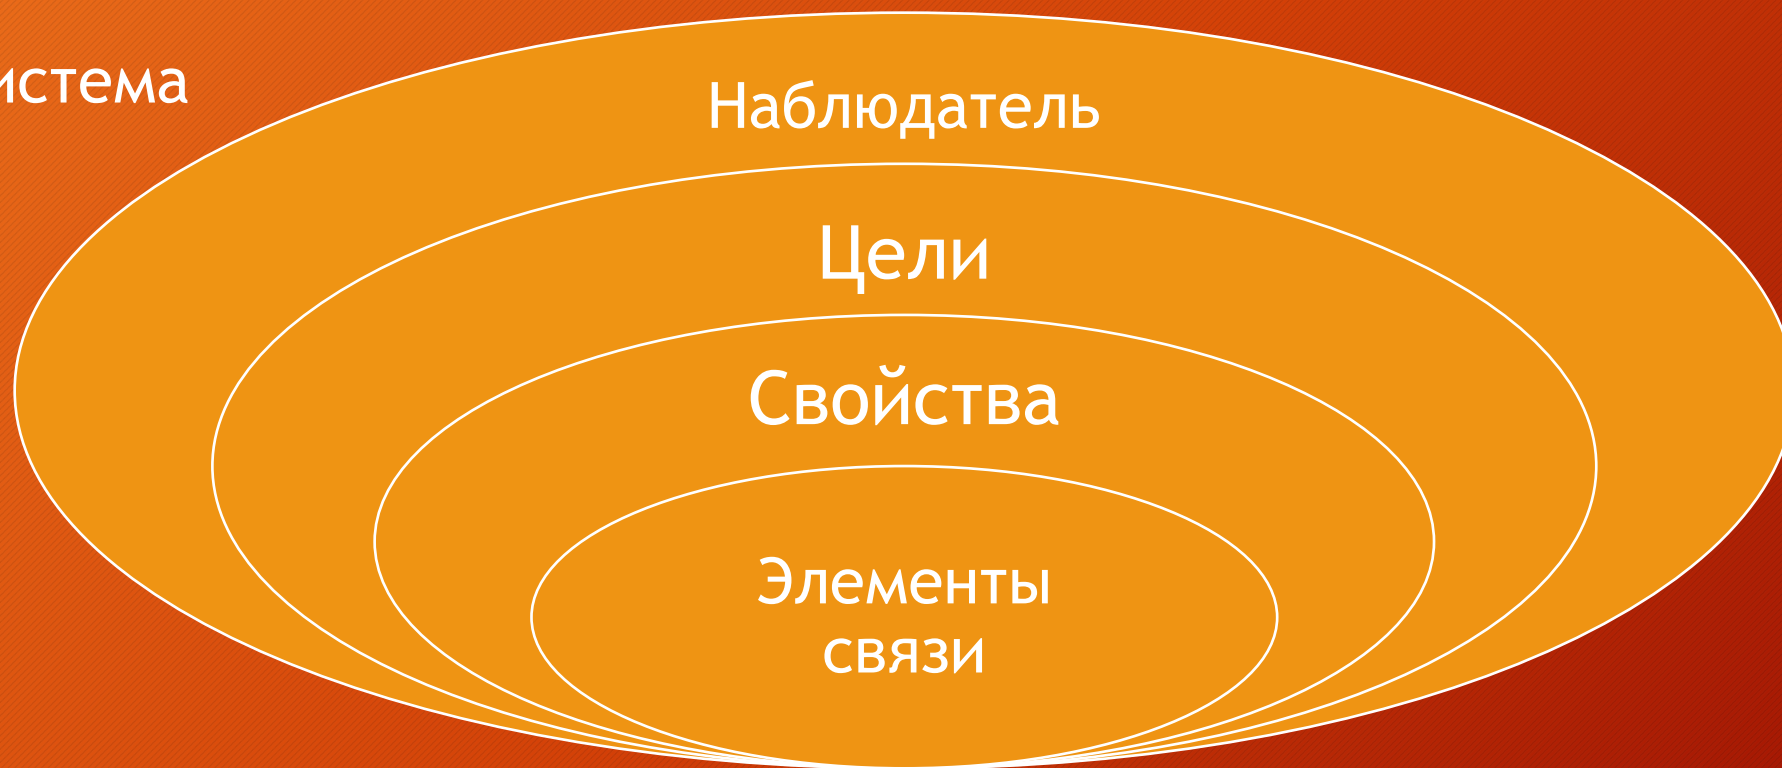 истема
Наблюдатель
Цели
Свойства
Элементы
связи